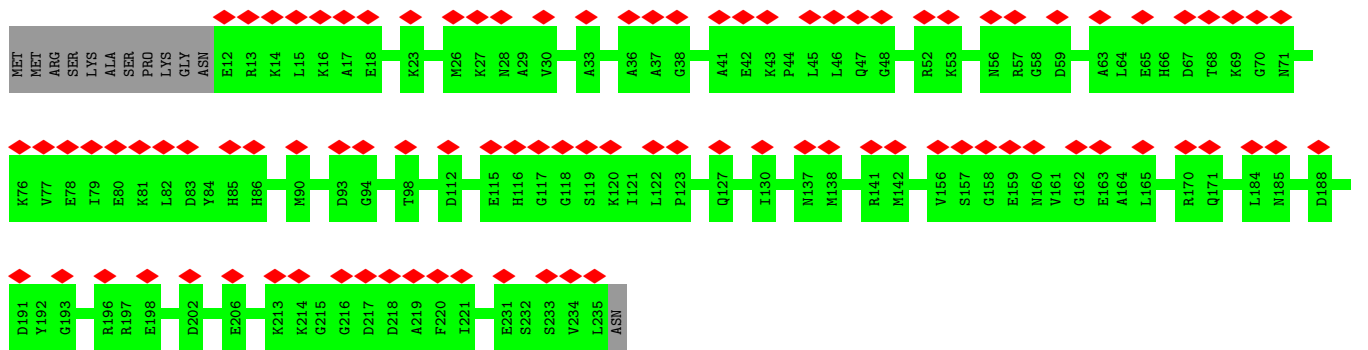 MET MET ARG SER LYS ALA SER PRO LYS GLY ASN E12 R13 K14 L15 K16 A17 E18 K23 M26 K27 N28 A29 V30 A33 A36 A37 G38 A41 E42 K43 P44 L45 L46 Q47 G48 R52 K53 N56 R57 G58 D59 A63 L64 E65 H66 D67 T68 K69 G70 N71
K76 V77 E78 I79 E80 K81 L82 D83 Y84 H85 H86 M90 D93 G94 T98 D112 E115 H116 G117 G118 S119 K120 I121 L122 P123 Q127 I130 N137 M138 R141 M142 V156 S157 G158 E159 N160 V161 G162 E163 A164 L165 R170 Q171 L184 N185 D188
D191 Y192 G193 R196 R197 E198 D202 E206 K213 K214 G215 G216 D217 D218 A219 F220 I221 E231 S232 S233 V234 L235 ASN